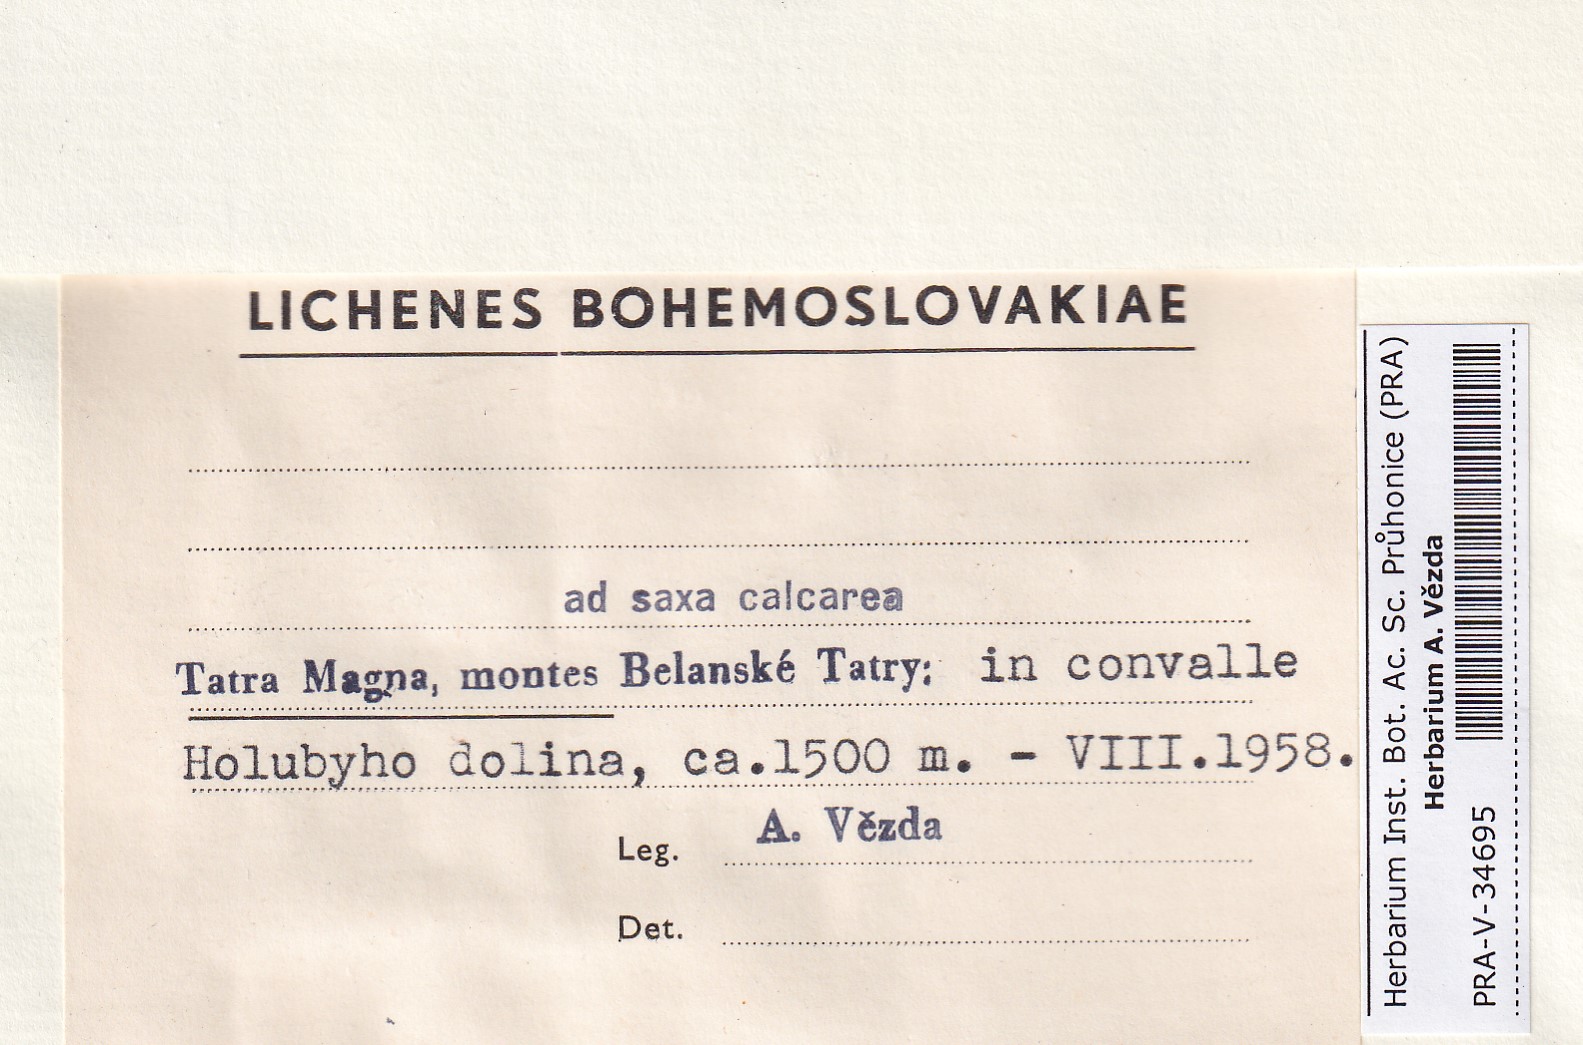 LICHENES BOHEMOSLOVAKIAE
ad saxa calcarea
Tatra Magna, montes Belanské Tatry: in convalle
Holubyho dolina, ca.1500 m. - VIII.1958.
Leg. A. Vězda
Det.
Herbarium Inst. Bot. Ac. Sc. Průhonice (PRA)
Herbarium A. Vězda
PRA-V-34695